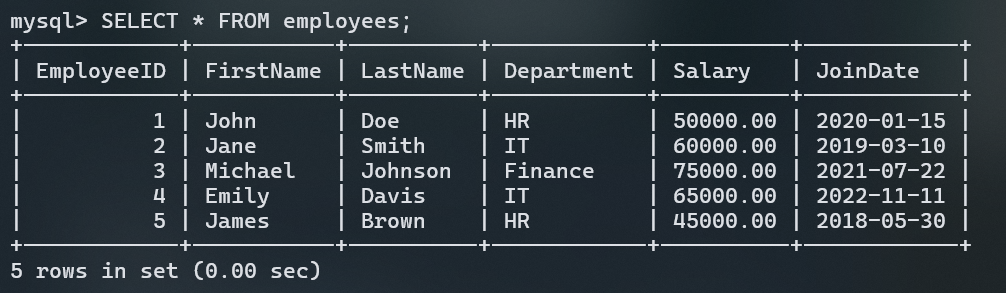 mysql> SELECT * FROM employees;
+------------+-----------+----------+------------+----------+------------+
| EmployeeID | FirstName | LastName | Department | Salary   | JoinDate   |
+------------+-----------+----------+------------+----------+------------+
|          1 | John      | Doe      | HR         | 50000.00 | 2020-01-15 |
|          2 | Jane      | Smith    | IT         | 60000.00 | 2019-03-10 |
|          3 | Michael   | Johnson  | Finance    | 75000.00 | 2021-07-22 |
|          4 | Emily     | Davis    | IT         | 65000.00 | 2022-11-11 |
|          5 | James     | Brown    | HR         | 45000.00 | 2018-05-30 |
+------------+-----------+----------+------------+----------+------------+
5 rows in set (0.00 sec)